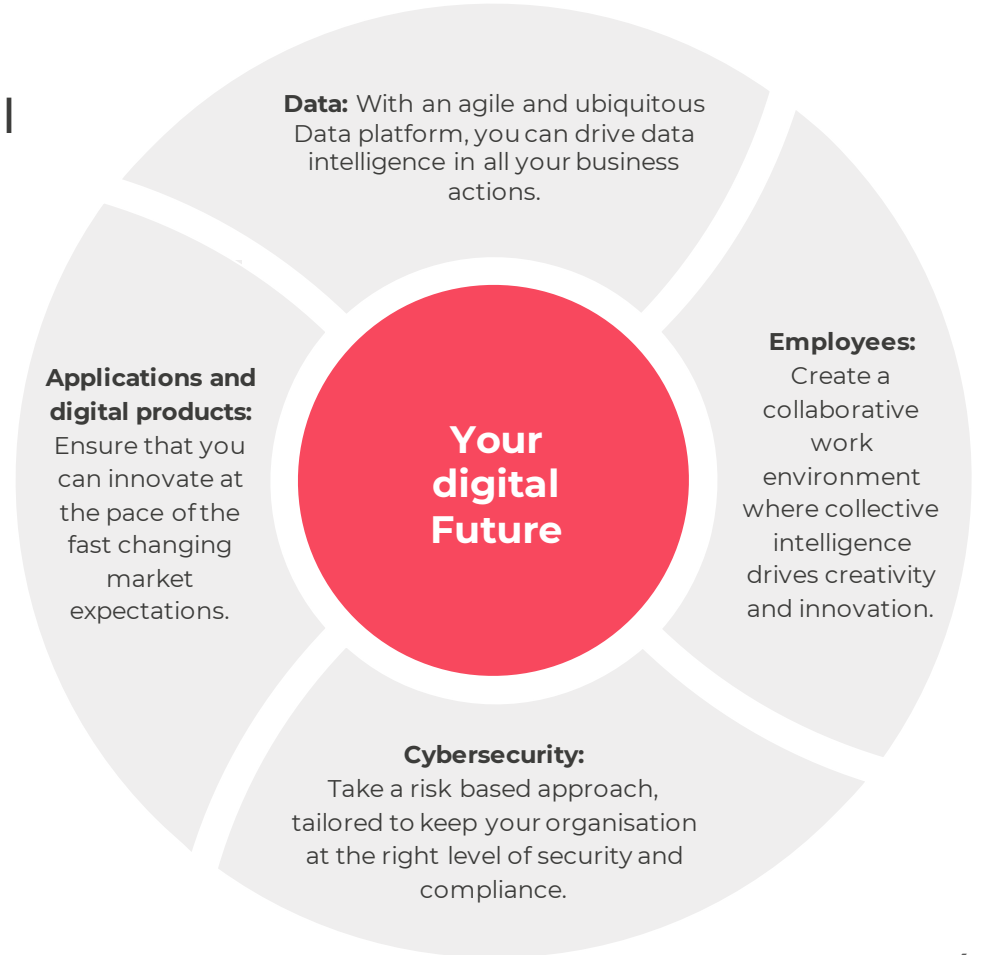 Data: With an agile and ubiquitous
Data platform, you can drive data
intelligence in all your business
actions.
Employees:
Create a
collaborative
work
environment
where collective
intelligence
drives creativity
and innovation.
Applications and
digital products:
Ensure that you
can innovate at
the pace of the
fast changing
market
expectations.
Your
digital
Future
Cybersecurity:
Take a risk based approach,
tailored to keep your organisation
at the right level of security and
compliance.